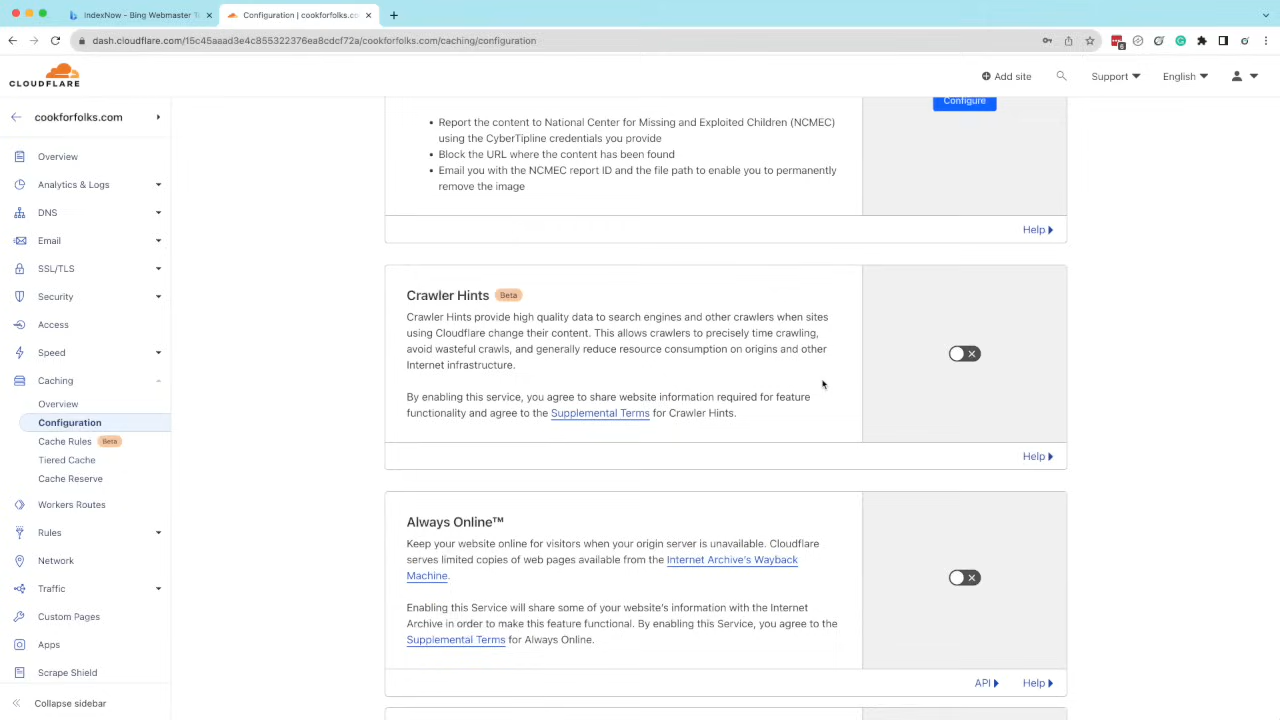 IndexNow - Bing Webmaster T
Configuration | cookforfolks.co
dash.cloudflare.com/15c45aaad3e4c855322376ea8cdcf72a/cookforfolks.com/caching/configuration
6
CLOUDFLARE
Add site
Support
English
cookforfolks.com
Overview
Analytics & Logs
DNS
Email
SSL/TLS
Security
Access
Speed
Caching
Overview
Configuration
Cache Rules Beta
Tiered Cache
Cache Reserve
Workers Routes
Rules
Network
Traffic
Custom Pages
Apps
Scrape Shield
Collapse sidebar
Configure
• Report the content to National Center for Missing and Exploited Children (NCMEC)
using the CyberTipline credentials you provide
• Block the URL where the content has been found
• Email you with the NCMEC report ID and the file path to enable you to permanently
remove the image
Help
Crawler Hints Beta
Crawler Hints provide high quality data to search engines and other crawlers when sites
using Cloudflare change their content. This allows crawlers to precisely time crawling,
avoid wasteful crawls, and generally reduce resource consumption on origins and other
Internet infrastructure.
By enabling this service, you agree to share website information required for feature
functionality and agree to the Supplemental Terms for Crawler Hints.
Help
Always Online™
Keep your website online for visitors when your origin server is unavailable. Cloudflare
serves limited copies of web pages available from the Internet Archive's Wayback
Machine.
Enabling this Service will share some of your website's information with the Internet
Archive in order to make this feature functional. By enabling this Service, you agree to the
Supplemental Terms for Always Online.
API
Help